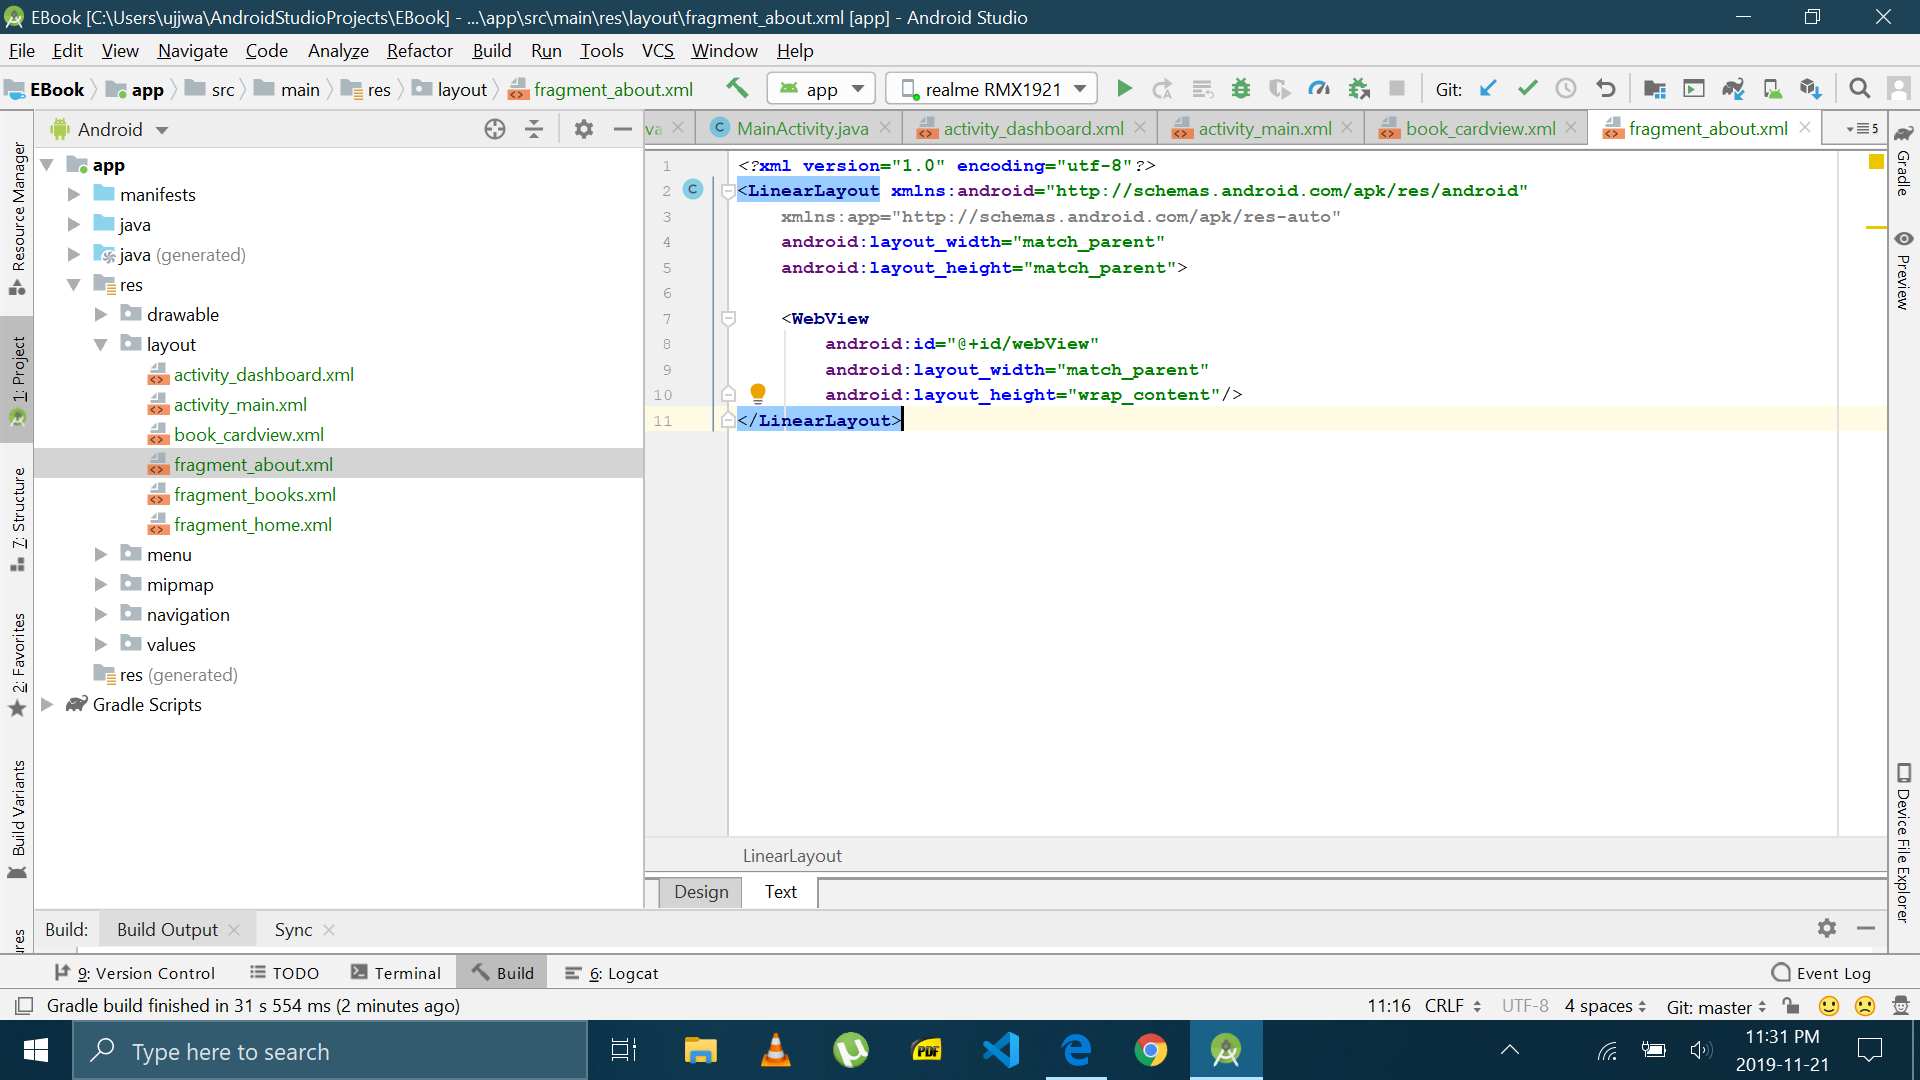 EBook [C:\Users\ujjwa\AndroidStudioProjects\EBook] - ...\app\src\main\res\layout\fragment_about.xml [app] - Android Studio
File Edit View Navigate Code Analyze Refactor Build Run Tools VCS Window Help
EBook app src main res layout fragment_about.xml app realme RMX1921 Git:
Android
va MainActivity.java activity_dashboard.xml activity_main.xml book_cardview.xml fragment_about.xml 5
Resource Manager
1: Project
7: Structure
2: Favorites
Build Variants
ures
app
manifests
java
java (generated)
res
drawable
layout
activity_dashboard.xml
activity_main.xml
book_cardview.xml
fragment_about.xml
fragment_books.xml
fragment_home.xml
menu
mipmap
navigation
values
res (generated)
Gradle Scripts
1 <?xml version="1.0" encoding="utf-8"?>
2 C <LinearLayout xmlns:android="http://schemas.android.com/apk/res/android"
3 xmlns:app="http://schemas.android.com/apk/res-auto"
4 android:layout_width="match_parent"
5 android:layout_height="match_parent">
6
7 <WebView
8 android:id="@+id/webView"
9 android:layout_width="match_parent"
10 android:layout_height="wrap_content"/>
11 </LinearLayout>
LinearLayout
Design Text
Gradle
Preview
Device File Explorer
Build: Build Output Sync
9: Version Control TODO Terminal Build 6: Logcat Event Log
Gradle build finished in 31 s 554 ms (2 minutes ago) 11:16 CRLF UTF-8 4 spaces Git: master
Type here to search
PDF
11:31 PM
2019-11-21